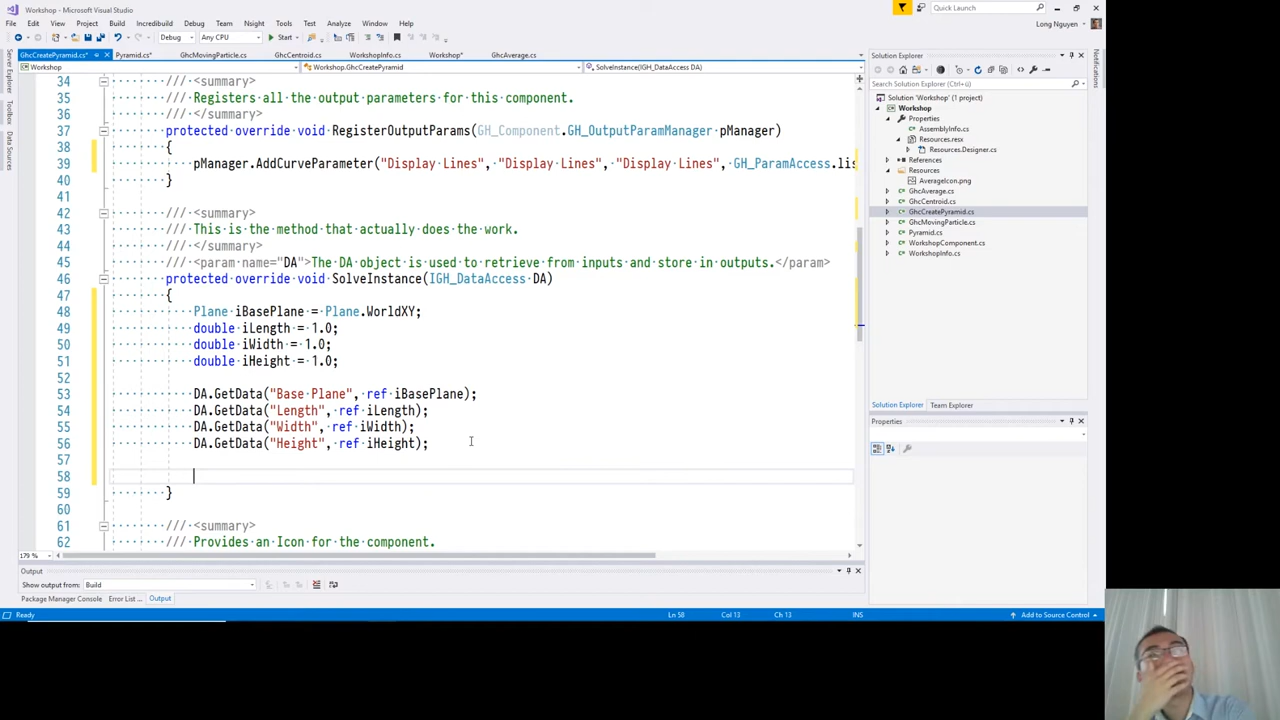 Workshop - Microsoft Visual Studio
Quick Launch (Ctrl+Q)
File Edit View Project Build Incredibuild Debug Team Nsight Tools Test Analyze Window Help
Long Nguyen
Debug Any CPU Start
GhcCreatePyramid.cs* Pyramid.cs* GhcMovingParticle.cs GhcCentroid.cs WorkshopInfo.cs Workshop* GhcAverage.cs
Workshop Workshop.GhcCreatePyramid SolveInstance(IGH_DataAccess DA)
Server Explorer
Toolbox
Data Sources
34 /// <summary>
35 /// Registers all the output parameters for this component.
36 /// </summary>
37 protected override void RegisterOutputParams(GH_Component.GH_OutputParamManager pManager)
38 {
39 pManager.AddCurveParameter("Display Lines", "Display Lines", "Display Lines", GH_ParamAccess.lis
40 }
41
42 /// <summary>
43 /// This is the method that actually does the work.
44 /// </summary>
45 /// <param name="DA">The DA object is used to retrieve from inputs and store in outputs.</param>
46 protected override void SolveInstance(IGH_DataAccess DA)
47 {
48 Plane iBasePlane = Plane.WorldXY;
49 double iLength = 1.0;
50 double iWidth = 1.0;
51 double iHeight = 1.0;
52
53 DA.GetData("Base Plane", ref iBasePlane);
54 DA.GetData("Length", ref iLength);
55 DA.GetData("Width", ref iWidth);
56 DA.GetData("Height", ref iHeight);
57
58
59 }
60
61 /// <summary>
62 /// Provides an Icon for the component.
179 %
Output
Show output from: Build
Package Manager Console Error List ... Output
Ready Ln 58 Col 13 Ch 13 INS Add to Source Control
Solution Explorer
Search Solution Explorer (Ctrl+ü)
Solution 'Workshop' (1 project)
Workshop
Properties
AssemblyInfo.cs
Resources.resx
Resources.Designer.cs
References
Resources
AverageIcon.png
GhcAverage.cs
GhcCentroid.cs
GhcCreatePyramid.cs
GhcMovingParticle.cs
Pyramid.cs
WorkshopComponent.cs
WorkshopInfo.cs
Solution Explorer Team Explorer
Properties
Notifications